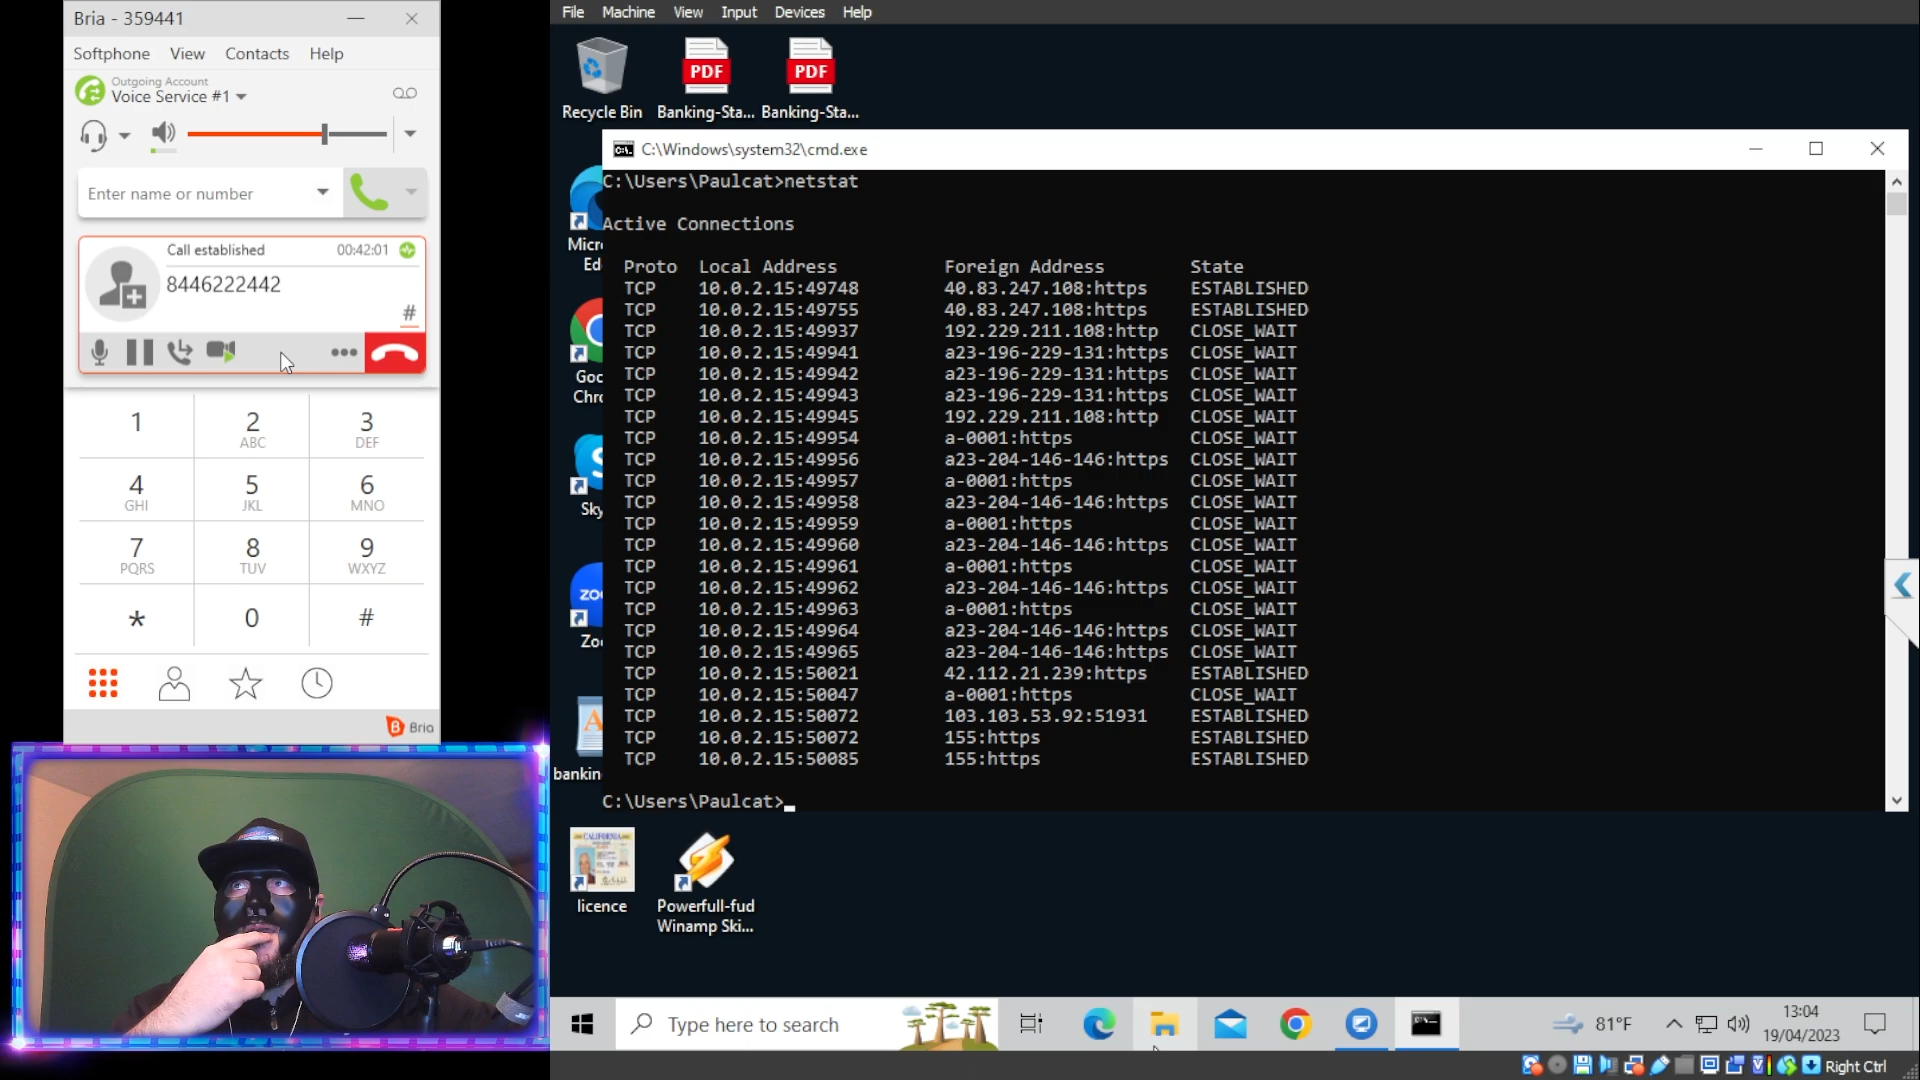 Bria - 359441
Softphone View Contacts Help
Outgoing Account
Voice Service #1
Enter name or number
Call established 00:42:01
8446222442
#
1
2 ABC
3 DEF
4 GHI
5 JKL
6 MNO
7 PQRS
8 TUV
9 WXYZ
*
0
#
Bria
File Machine View Input Devices Help
PDF
PDF
Recycle Bin
Banking-Sta...
Banking-Sta...
C:\Windows\system32\cmd.exe
C:\Users\Paulcat>netstat
Active Connections
Proto Local Address Foreign Address State
TCP 10.0.2.15:49748 40.83.247.108:https ESTABLISHED
TCP 10.0.2.15:49755 40.83.247.108:https ESTABLISHED
TCP 10.0.2.15:49937 192.229.211.108:http CLOSE_WAIT
TCP 10.0.2.15:49941 a23-196-229-131:https CLOSE_WAIT
TCP 10.0.2.15:49942 a23-196-229-131:https CLOSE_WAIT
TCP 10.0.2.15:49943 a23-196-229-131:https CLOSE_WAIT
TCP 10.0.2.15:49945 192.229.211.108:http CLOSE_WAIT
TCP 10.0.2.15:49954 a-0001:https CLOSE_WAIT
TCP 10.0.2.15:49956 a23-204-146-146:https CLOSE_WAIT
TCP 10.0.2.15:49957 a-0001:https CLOSE_WAIT
TCP 10.0.2.15:49958 a23-204-146-146:https CLOSE_WAIT
TCP 10.0.2.15:49959 a-0001:https CLOSE_WAIT
TCP 10.0.2.15:49960 a23-204-146-146:https CLOSE_WAIT
TCP 10.0.2.15:49961 a-0001:https CLOSE_WAIT
TCP 10.0.2.15:49962 a23-204-146-146:https CLOSE_WAIT
TCP 10.0.2.15:49963 a-0001:https CLOSE_WAIT
TCP 10.0.2.15:49964 a23-204-146-146:https CLOSE_WAIT
TCP 10.0.2.15:49965 a23-204-146-146:https CLOSE_WAIT
TCP 10.0.2.15:50021 42.112.21.239:https ESTABLISHED
TCP 10.0.2.15:50047 a-0001:https CLOSE_WAIT
TCP 10.0.2.15:50072 103.103.53.92:51931 ESTABLISHED
TCP 10.0.2.15:50072 155:https ESTABLISHED
TCP 10.0.2.15:50085 155:https ESTABLISHED
C:\Users\Paulcat>
Micr
Ed
Goo
Chr
Sky
zoo
Zoo
banki
CALIFORNIA
licence
Powerfull-fud
Winamp Ski...
Type here to search
81°F
13:04
19/04/2023
Right Ctrl